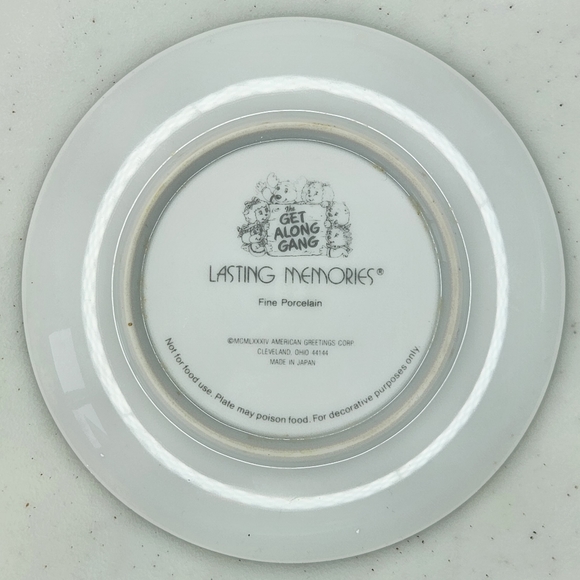 the
GET
ALONG
GANG
LASTING MEMORIES®
Fine Porcelain
©MCMLXXXIV AMERICAN GREETINGS CORP.
CLEVELAND, OHIO 44144
MADE IN JAPAN
Not for food use. Plate may poison food. For decorative purposes only.